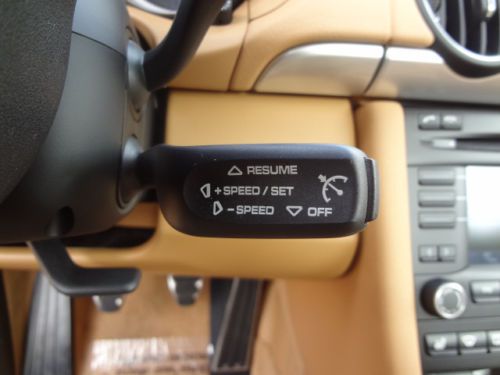 RESUME
+SPEED / SET
-SPEED OFF